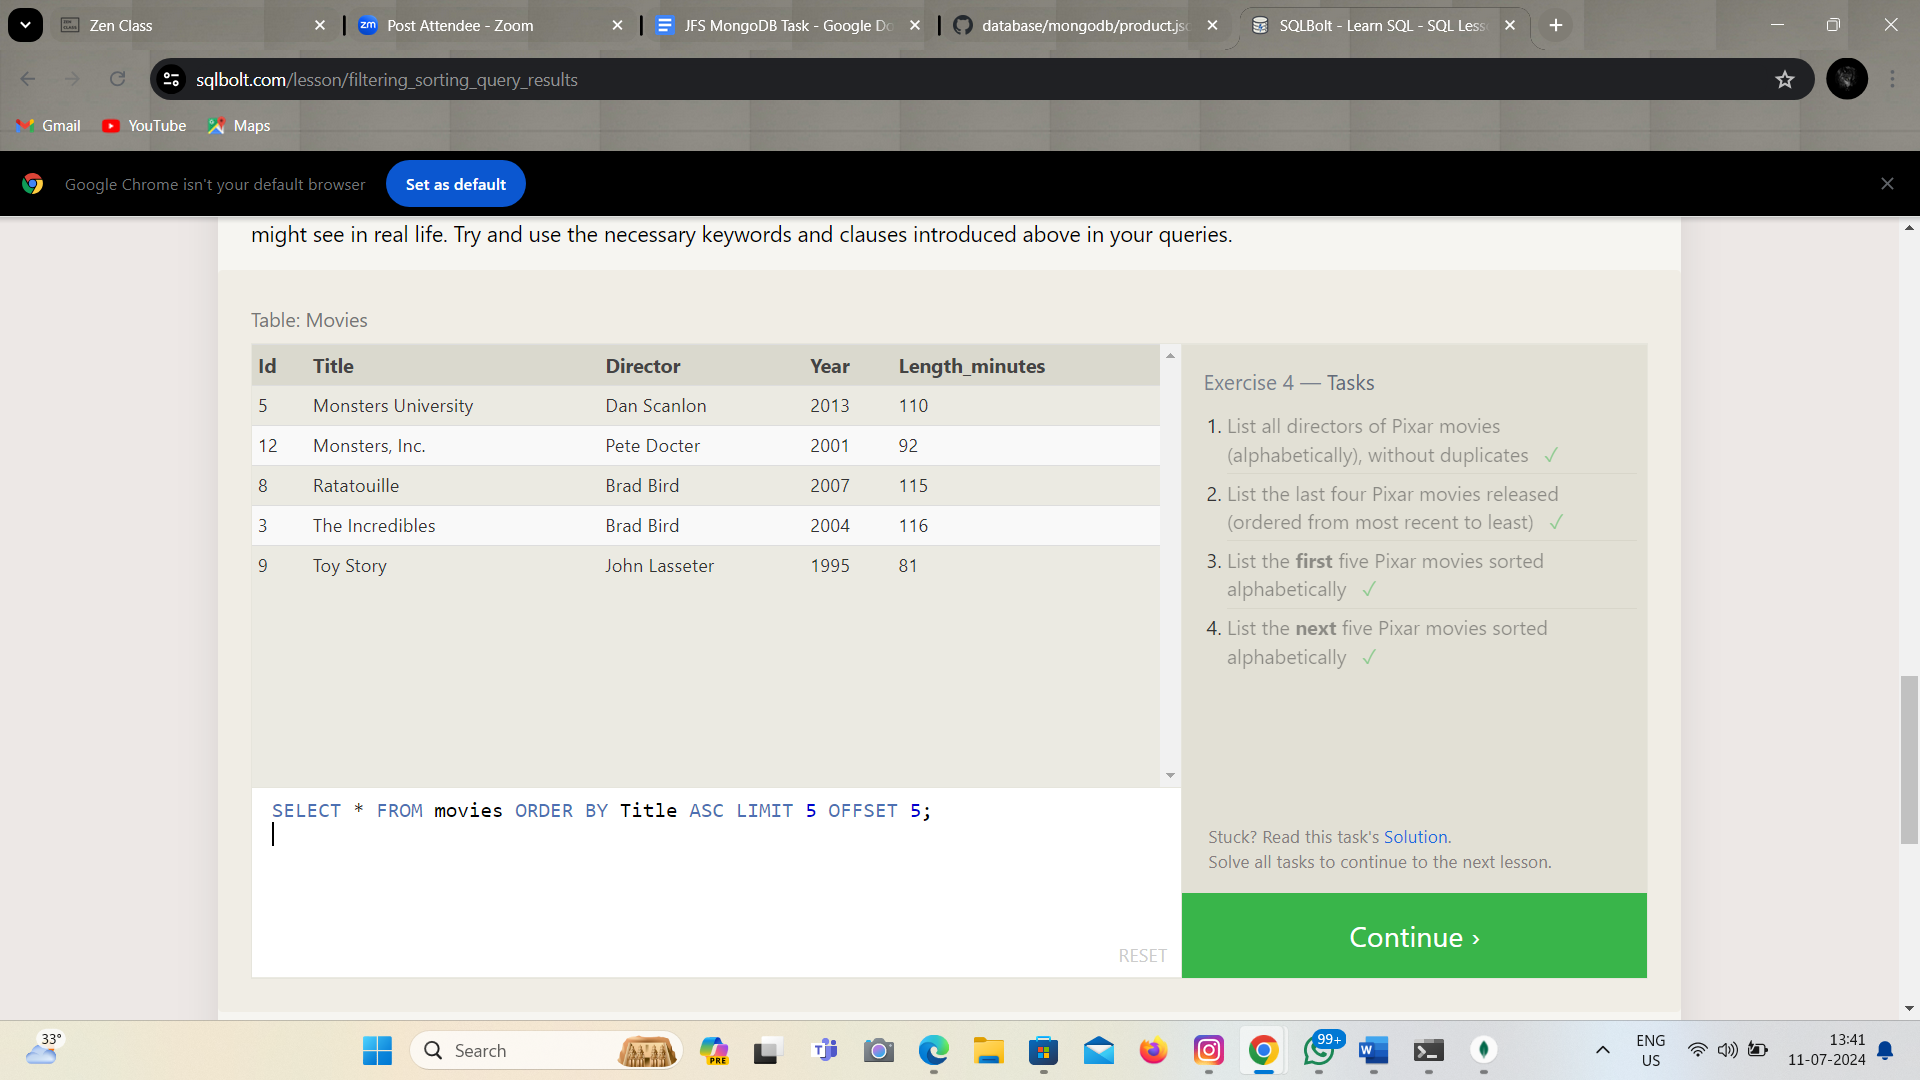 Zen Class
Post Attendee - Zoom
JFS MongoDB Task - Google Do
database/mongodb/product.jsc
SQLBolt - Learn SQL - SQL Less
sqlbolt.com/lesson/filtering_sorting_query_results
Gmail YouTube Maps
Google Chrome isn't your default browser Set as default
might see in real life. Try and use the necessary keywords and clauses introduced above in your queries.
Table: Movies
Id Title Director Year Length_minutes
5 Monsters University Dan Scanlon 2013 110
12 Monsters, Inc. Pete Docter 2001 92
8 Ratatouille Brad Bird 2007 115
3 The Incredibles Brad Bird 2004 116
9 Toy Story John Lasseter 1995 81
SELECT * FROM movies ORDER BY Title ASC LIMIT 5 OFFSET 5;
RESET
Exercise 4 — Tasks
1. List all directors of Pixar movies
(alphabetically), without duplicates ✓
2. List the last four Pixar movies released
(ordered from most recent to least) ✓
3. List the first five Pixar movies sorted
alphabetically ✓
4. List the next five Pixar movies sorted
alphabetically ✓
Stuck? Read this task's Solution.
Solve all tasks to continue to the next lesson.
Continue ›
33°
Search
PRE
99+
ENG
US
13:41
11-07-2024